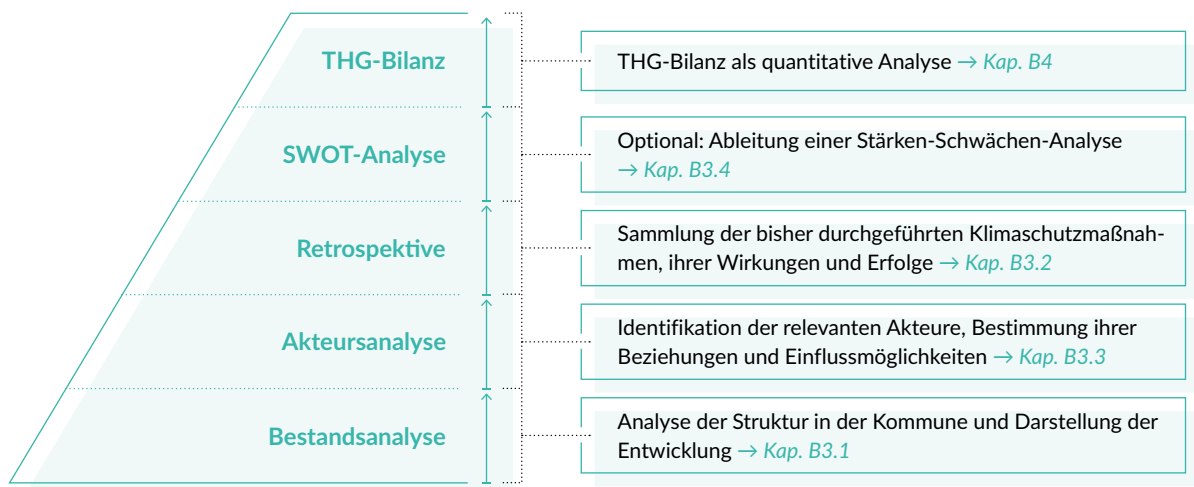 THG-Bilanz
THG-Bilanz als quantitative Analyse → Kap. B4
SWOT-Analyse
Optional: Ableitung einer Stärken-Schwächen-Analyse
→ Kap. B3.4
Retrospektive
Sammlung der bisher durchgeführten Klimaschutzmaßnah-
men, ihrer Wirkungen und Erfolge → Kap. B3.2
Akteursanalyse
Identifikation der relevanten Akteure, Bestimmung ihrer
Beziehungen und Einflussmöglichkeiten → Kap. B3.3
Bestandsanalyse
Analyse der Struktur in der Kommune und Darstellung der
Entwicklung → Kap. B3.1